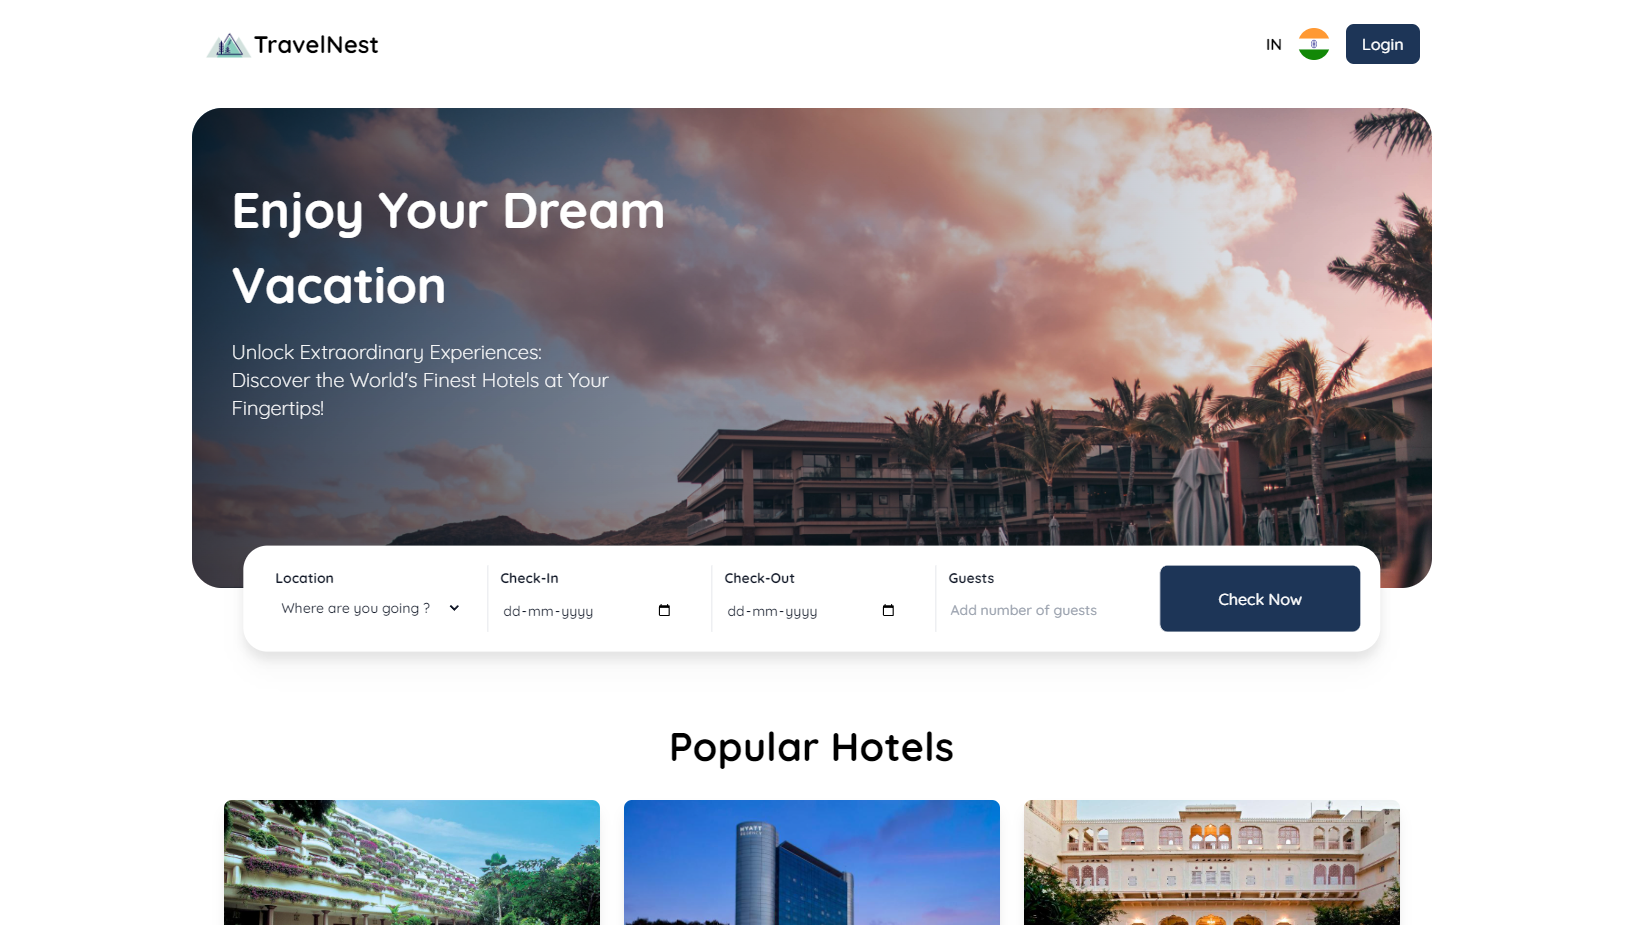 TravelNest
IN
Login
Enjoy Your Dream
Vacation
Unlock Extraordinary Experiences:
Discover the World's Finest Hotels at Your
Fingertips!
Location
Where are you going ?
Check-In
dd-mm-yyyy
Check-Out
dd-mm-yyyy
Guests
Add number of guests
Check Now
Popular Hotels
HYATT
REGENCY